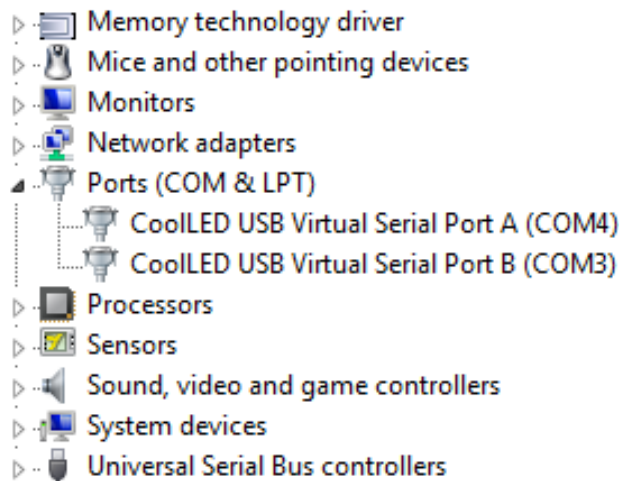 Memory technology driver
Mice and other pointing devices
Monitors
Network adapters
Ports (COM & LPT)
CoolLED USB Virtual Serial Port A (COM4)
CoolLED USB Virtual Serial Port B (COM3)
Processors
Sensors
Sound, video and game controllers
System devices
Universal Serial Bus controllers